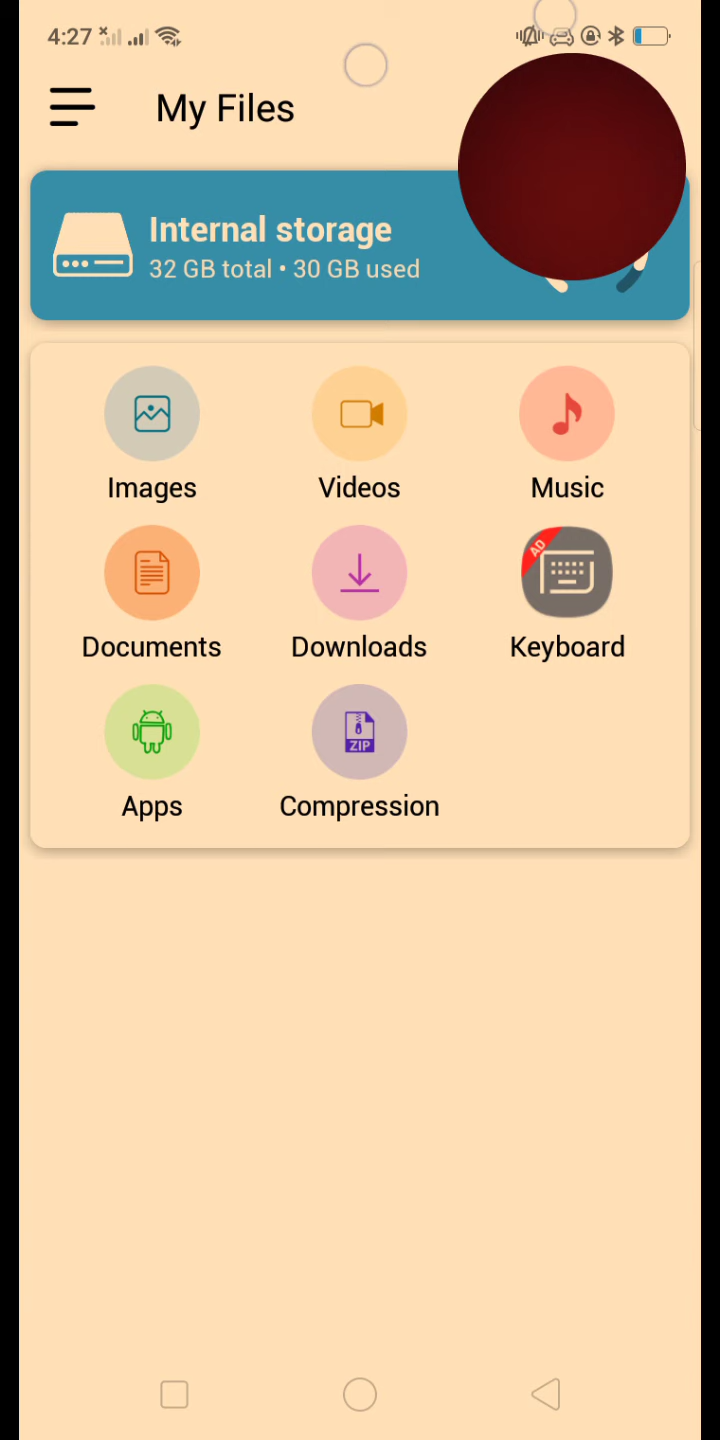 4:27
My Files
Internal storage
32 GB total • 30 GB used
Images
Videos
Music
Documents
Downloads
AD
Keyboard
Apps
ZIP
Compression